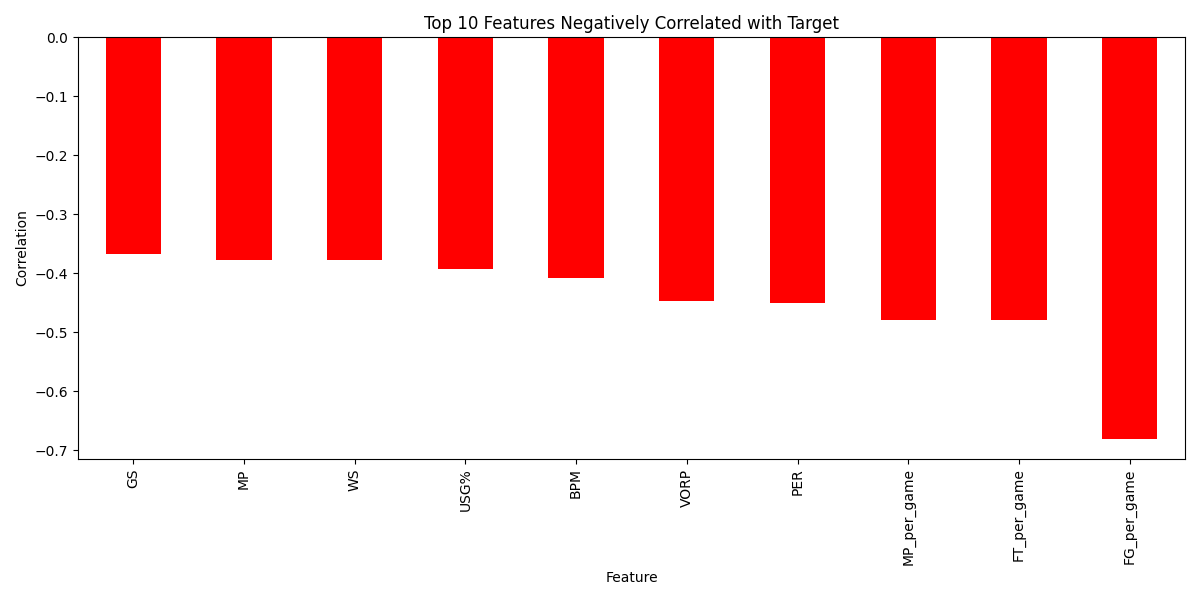 Top 10 Features Negatively Correlated with Target
Correlation
0.0
−0.1
−0.2
−0.3
−0.4
−0.5
−0.6
−0.7
GS
MP
WS
USG%
BPM
VORP
PER
MP_per_game
FT_per_game
FG_per_game
Feature